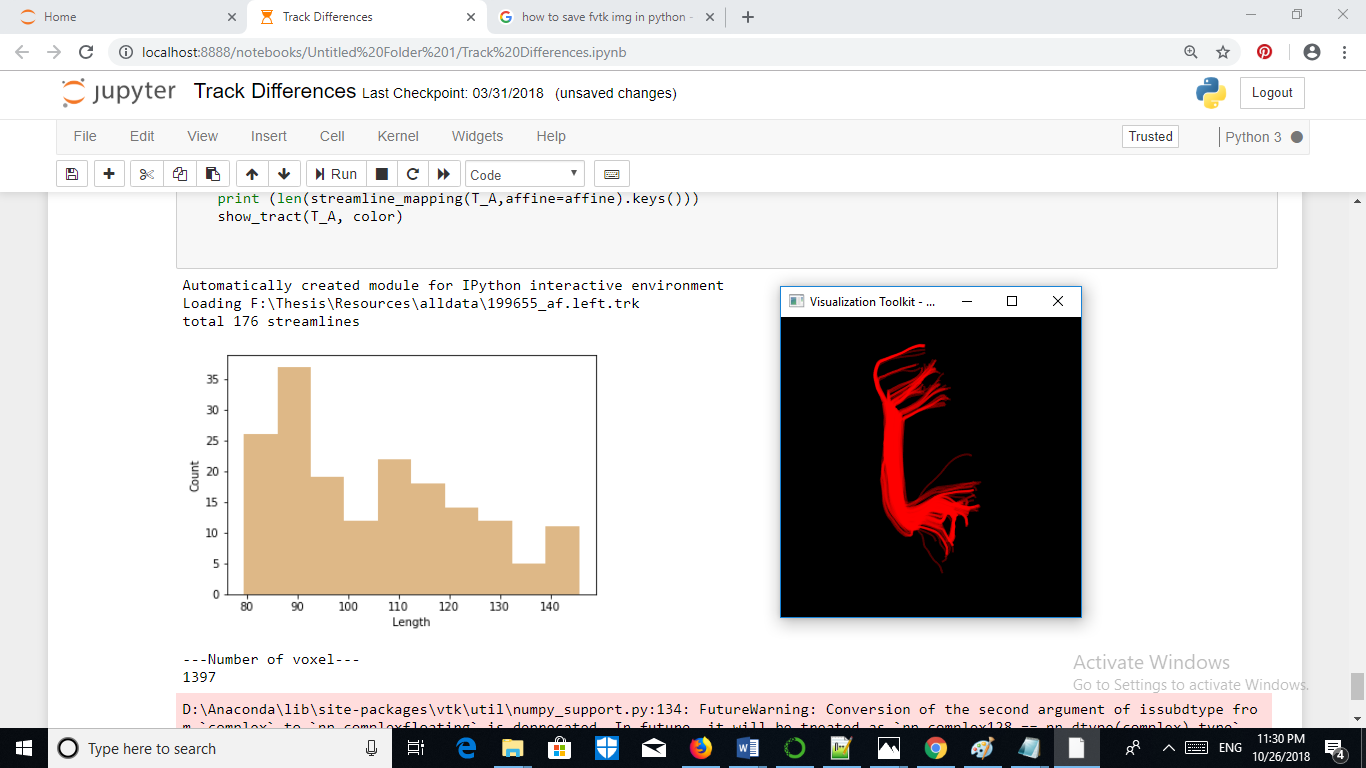 Home
Track Differences
how to save fvtk img in python -
localhost:8888/notebooks/Untitled%20Folder%201/Track%20Differences.ipynb
jupyter Track Differences Last Checkpoint: 03/31/2018 (unsaved changes)
Logout
File Edit View Insert Cell Kernel Widgets Help
Trusted
Python 3
Run
Code
print (len(streamline_mapping(T_A,affine=affine).keys()))
show_tract(T_A, color)
Automatically created module for IPython interactive environment
Loading F:\Thesis\Resources\alldata\199655_af.left.trk
total 176 streamlines
Visualization Toolkit - ...
35
30
25
20
15
10
5
0
Count
80 90 100 110 120 130 140
Length
---Number of voxel---
1397
Activate Windows
Go to Settings to activate Windows.
D:\Anaconda\lib\site-packages\vtk\util\numpy_support.py:134: FutureWarning: Conversion of the second argument of issubdtype fro
m `complex` to `np.complexfloating` is deprecated. In future, it will be treated as `np.complex128 == np.dtype(complex).type`.
Type here to search
ENG
11:30 PM
10/26/2018
4